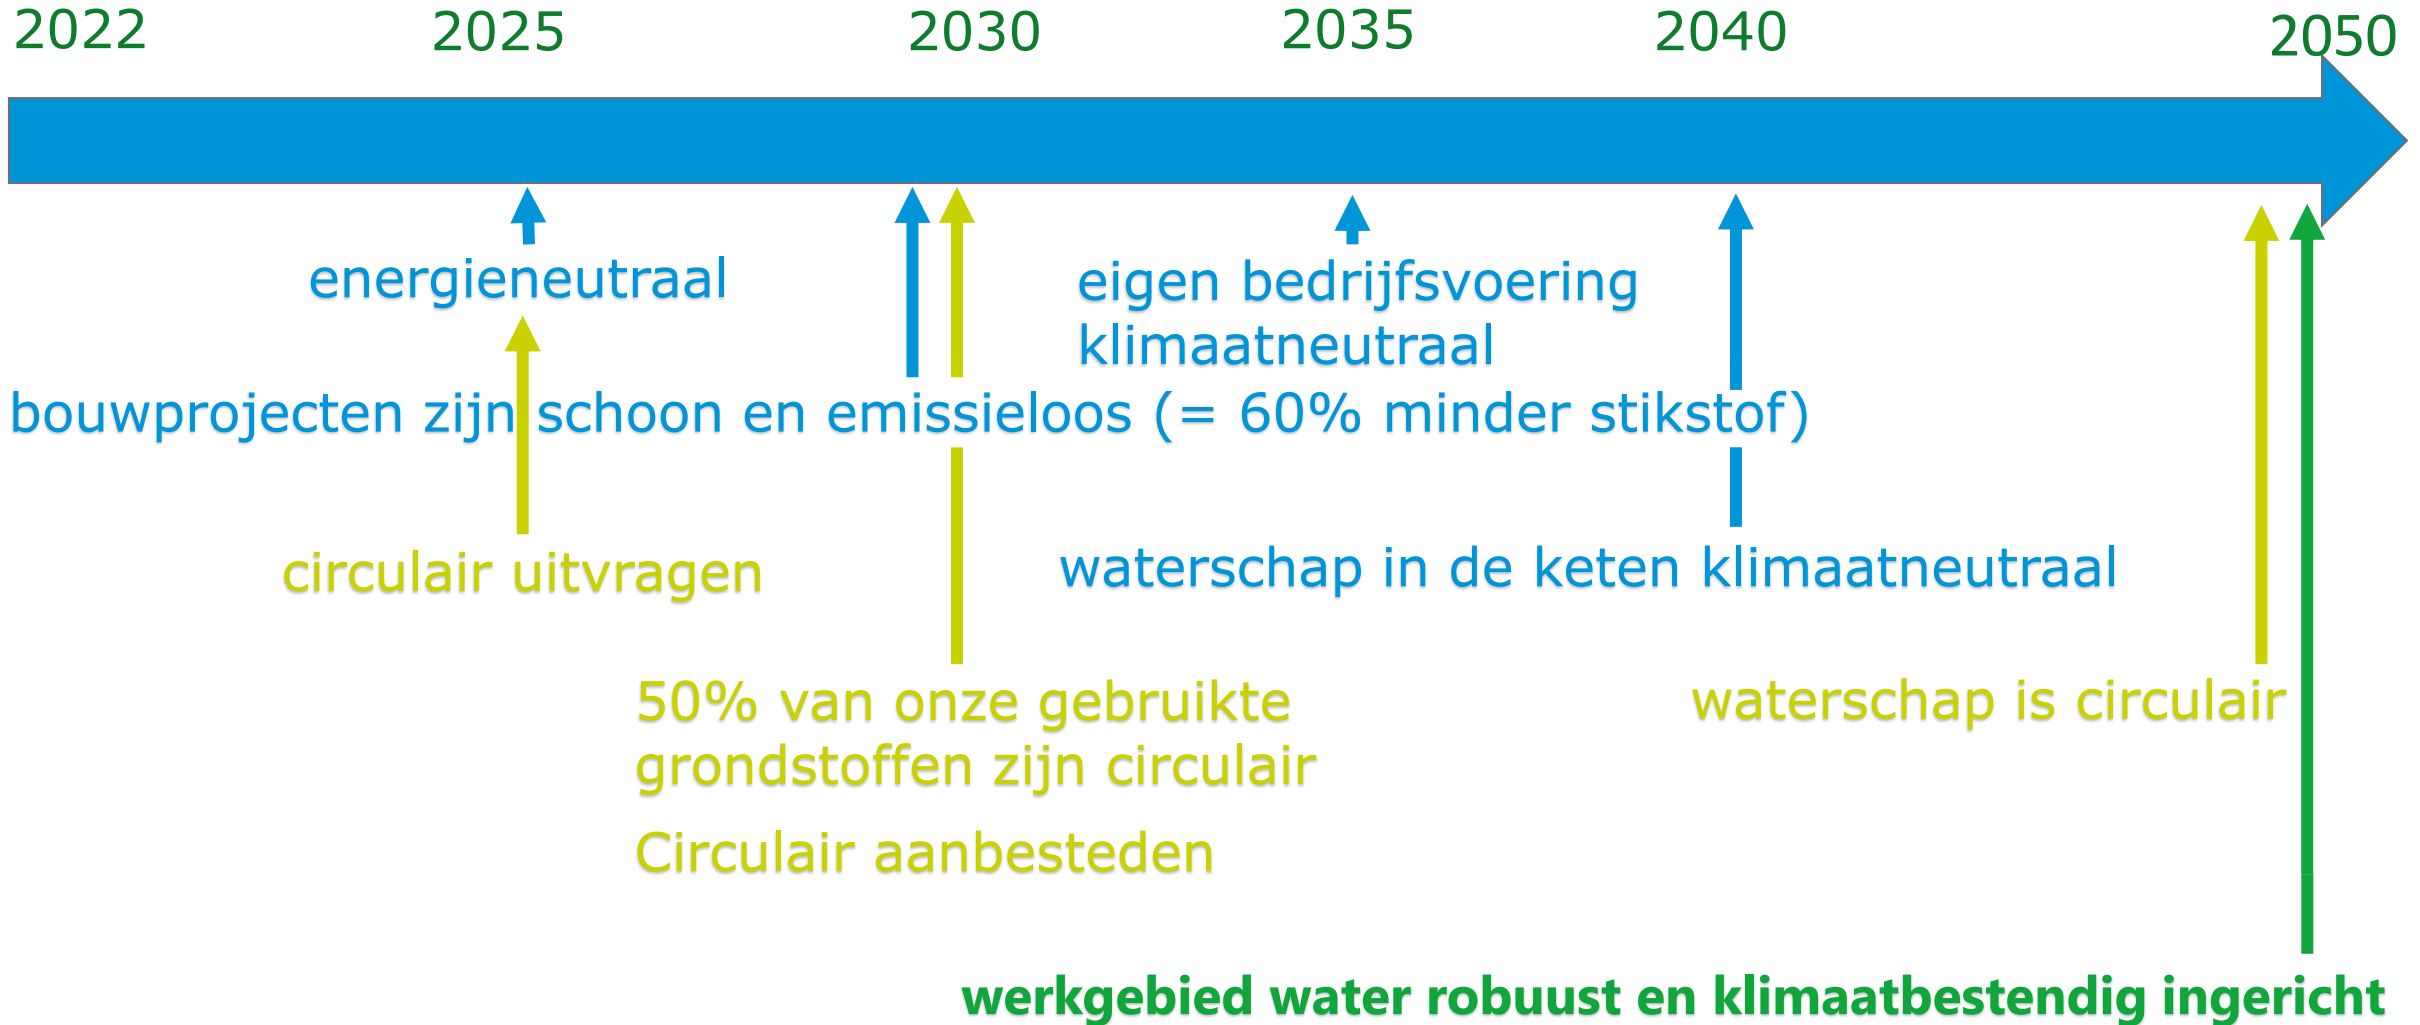 2022 2025 2030 2035 2040 2050
energieneutraal
eigen bedrijfsvoering
klimaatneutraal
bouwprojecten zijn schoon en emissieloos (= 60% minder stikstof)
circulair uitvragen
waterschap in de keten klimaatneutraal
50% van onze gebruikte
grondstoffen zijn circulair
waterschap is circulair
Circulair aanbesteden
werkgebied water robuust en klimaatbestendig ingericht